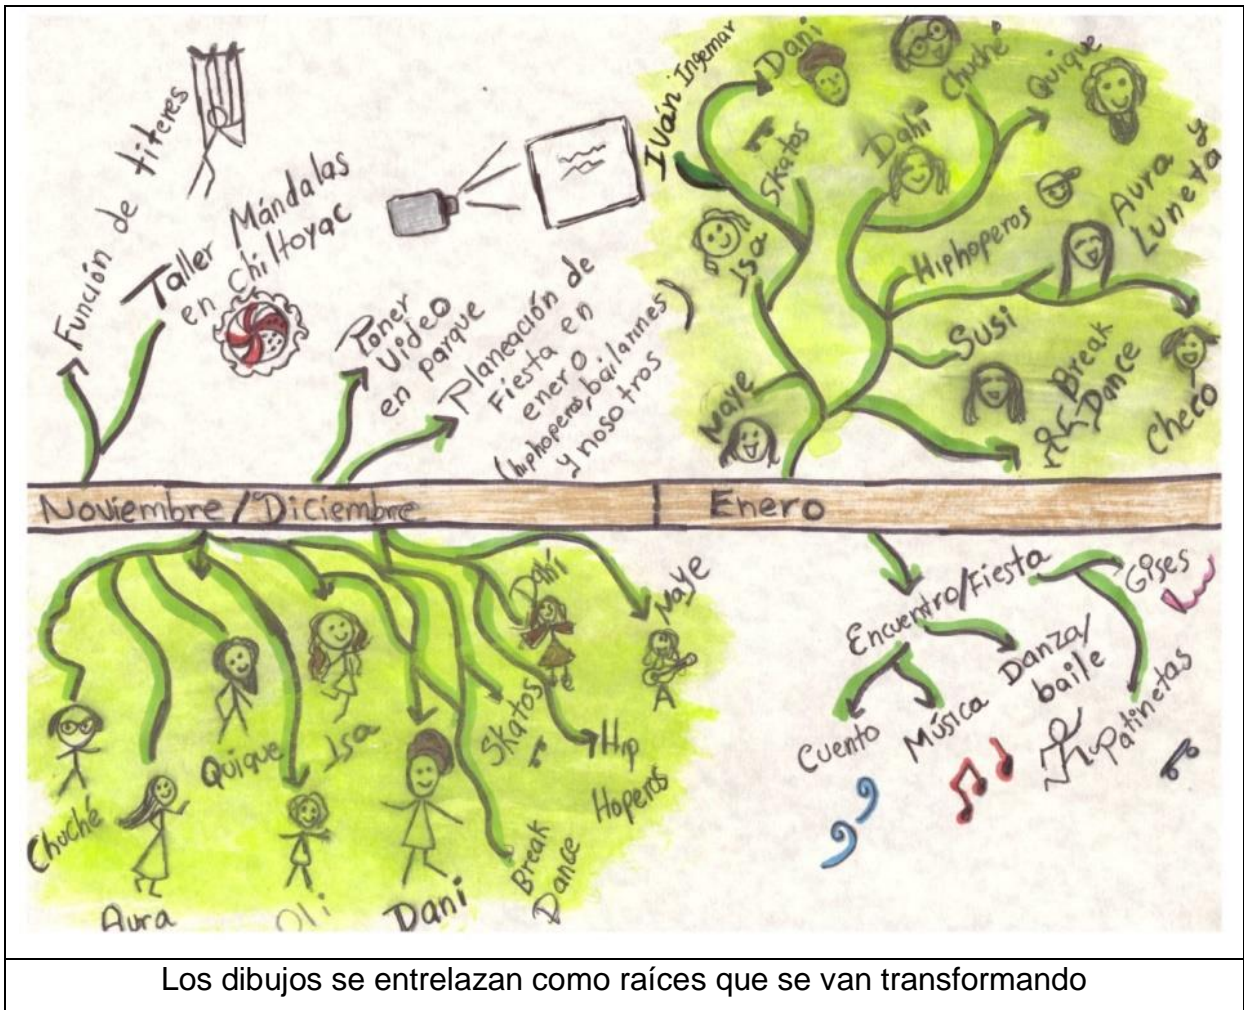 Función de títeres
Taller Mándalas
en chiltoyac
Poner
video
en parque
Planeación de
Fiesta en
enero
(hiphoperos, bailarines
y nosotros)
Iván Ingemar
Dani
Chuché
Quique
Skatos
Dahi
Isa
Hiphoperos
Aura y
Luneta
Susi
Maye
Break
Dance
Checo
Noviembre/Diciembre
Enero
Chuché
Aura
Quique
Oli
Isa
Dani
Skatos
Break
Dance
Dahí
Hip
Hoperos
Maye
Encuentro/Fiesta
Cuento
Música
Danza/
baile
Gises
Patinetas
Los dibujos se entrelazan como raíces que se van transformando